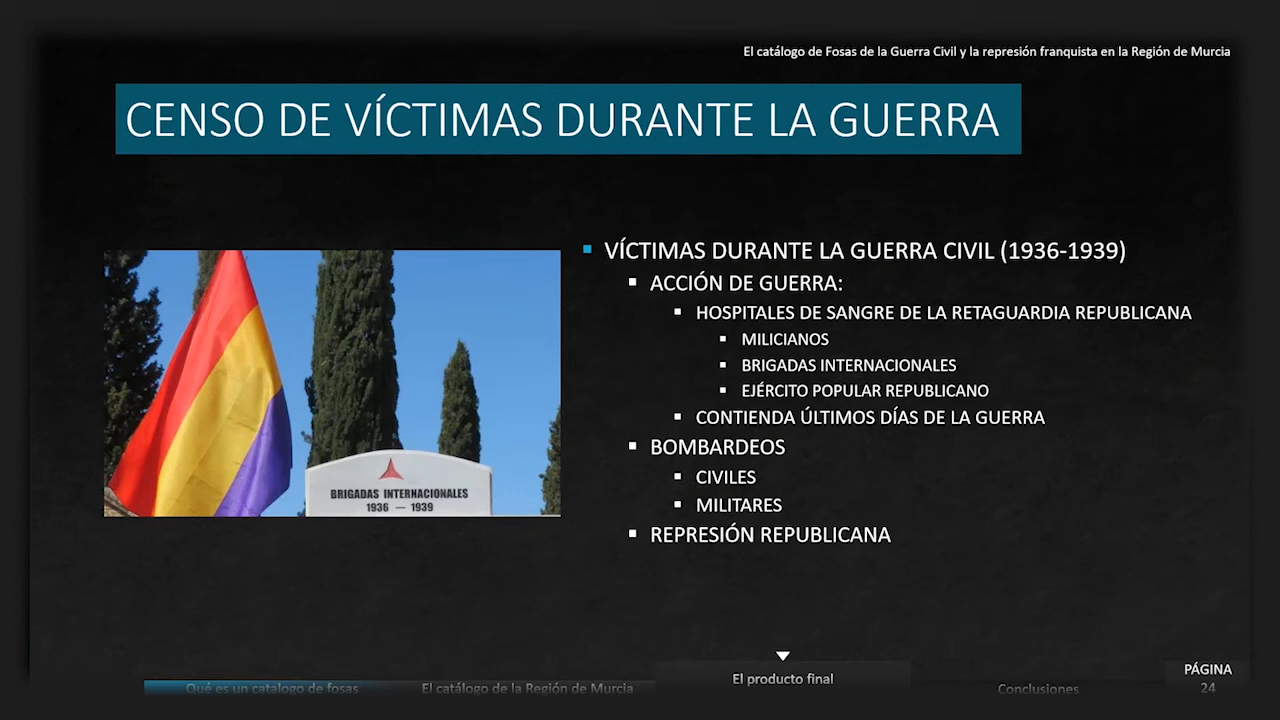 El catálogo de Fosas de la Guerra Civil y la represión franquista en la Región de Murcia
CENSO DE VÍCTIMAS DURANTE LA GUERRA
VÍCTIMAS DURANTE LA GUERRA CIVIL (1936-1939)
ACCIÓN DE GUERRA:
HOSPITALES DE SANGRE DE LA RETAGUARDIA REPUBLICANA
MILICIANOS
BRIGADAS INTERNACIONALES
EJÉRCITO POPULAR REPUBLICANO
CONTIENDA ÚLTIMOS DÍAS DE LA GUERRA
BOMBARDEOS
CIVILES
MILITARES
REPRESIÓN REPUBLICANA
BRIGADAS INTERNACIONALES
1936 — 1939
Qué es un catalogo de fosas
El catálogo de la Región de Murcia
El producto final
Conclusiones
PÁGINA
24